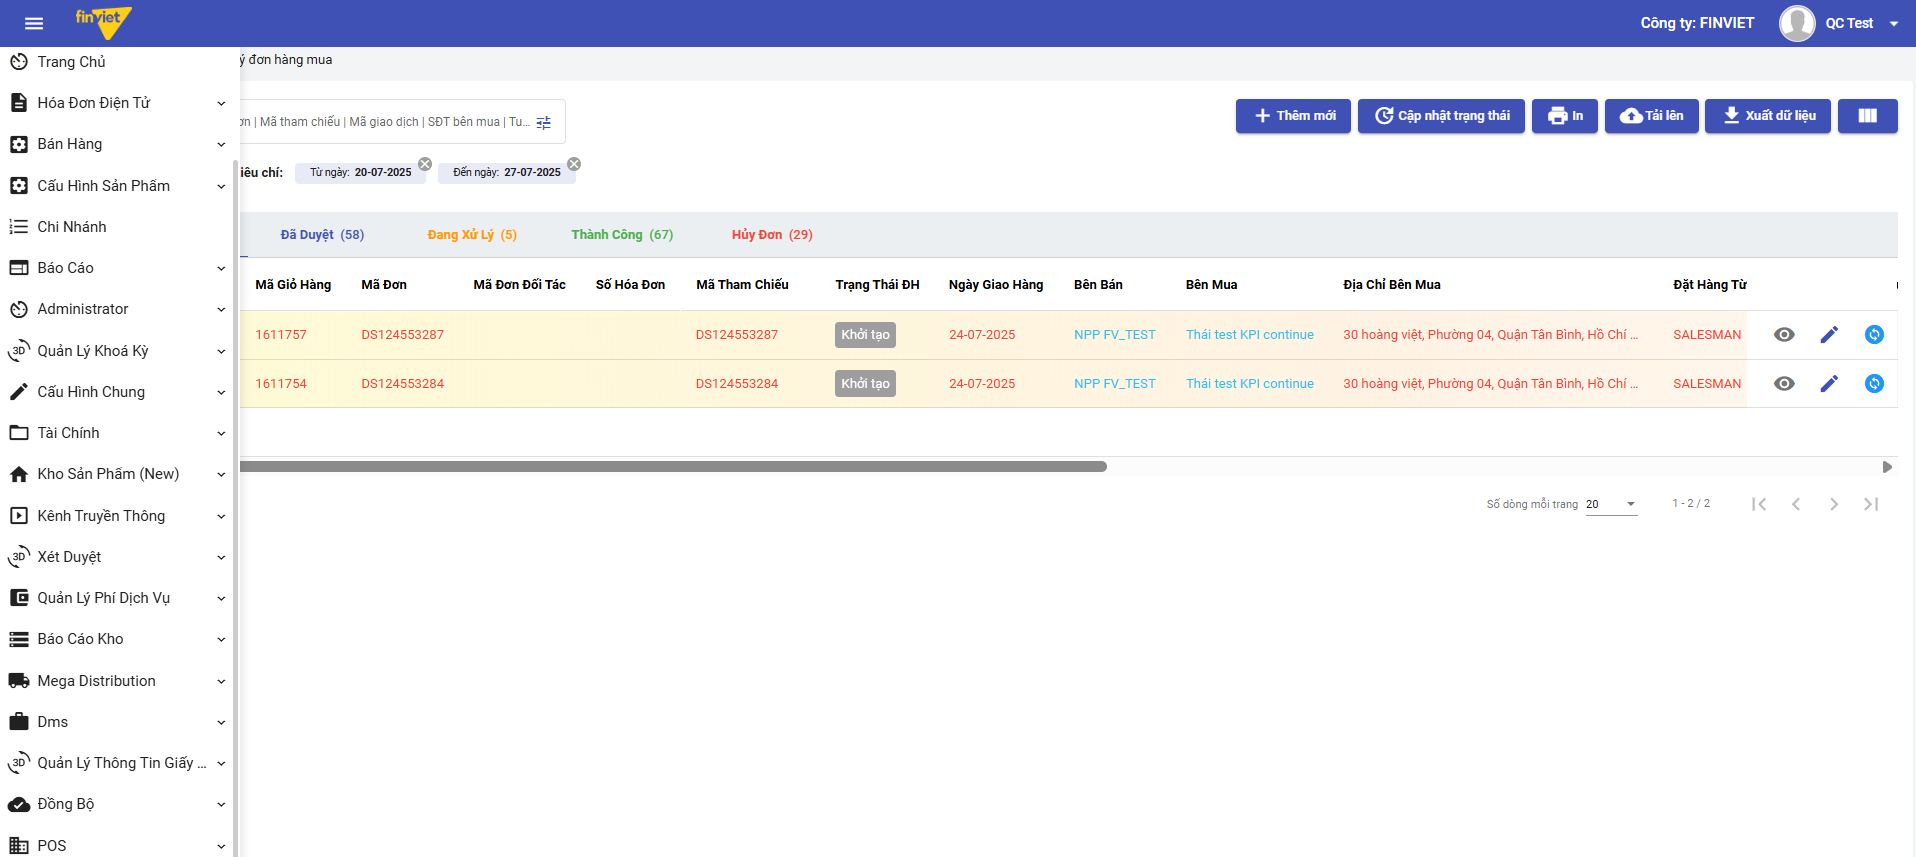 finviet
Công ty: FINVIET
QC Test
Trang Chủ
Hóa Đơn Điện Tử
Bán Hàng
Cấu Hình Sản Phẩm
Chi Nhánh
Báo Cáo
Administrator
3D Quản Lý Khoá Kỳ
Cấu Hình Chung
Tài Chính
Kho Sản Phẩm (New)
Kênh Truyền Thông
3D Xét Duyệt
Quản Lý Phí Dịch Vụ
Báo Cáo Kho
Mega Distribution
Dms
3D Quản Lý Thông Tin Giấy ...
Đồng Bộ
POS
ý đơn hàng mua
ơn | Mã tham chiếu | Mã giao dịch | SĐT bên mua | Tu...
Thêm mới
Cập nhật trạng thái
In
Tải lên
Xuất dữ liệu
iêu chí:
Từ ngày: 20-07-2025
Đến ngày: 27-07-2025
Đã Duyệt (58)
Đang Xử Lý (5)
Thành Công (67)
Hủy Đơn (29)
Mã Giỏ Hàng Mã Đơn Mã Đơn Đối Tác Số Hóa Đơn Mã Tham Chiếu Trạng Thái ĐH Ngày Giao Hàng Bên Bán Bên Mua Địa Chỉ Bên Mua Đặt Hàng Từ
1611757 DS124553287 DS124553287 Khởi tạo 24-07-2025 NPP FV_TEST Thái test KPI continue 30 hoàng việt, Phường 04, Quận Tân Bình, Hồ Chí ... SALESMAN
1611754 DS124553284 DS124553284 Khởi tạo 24-07-2025 NPP FV_TEST Thái test KPI continue 30 hoàng việt, Phường 04, Quận Tân Bình, Hồ Chí ... SALESMAN
Số dòng mỗi trang 20 1 - 2 / 2